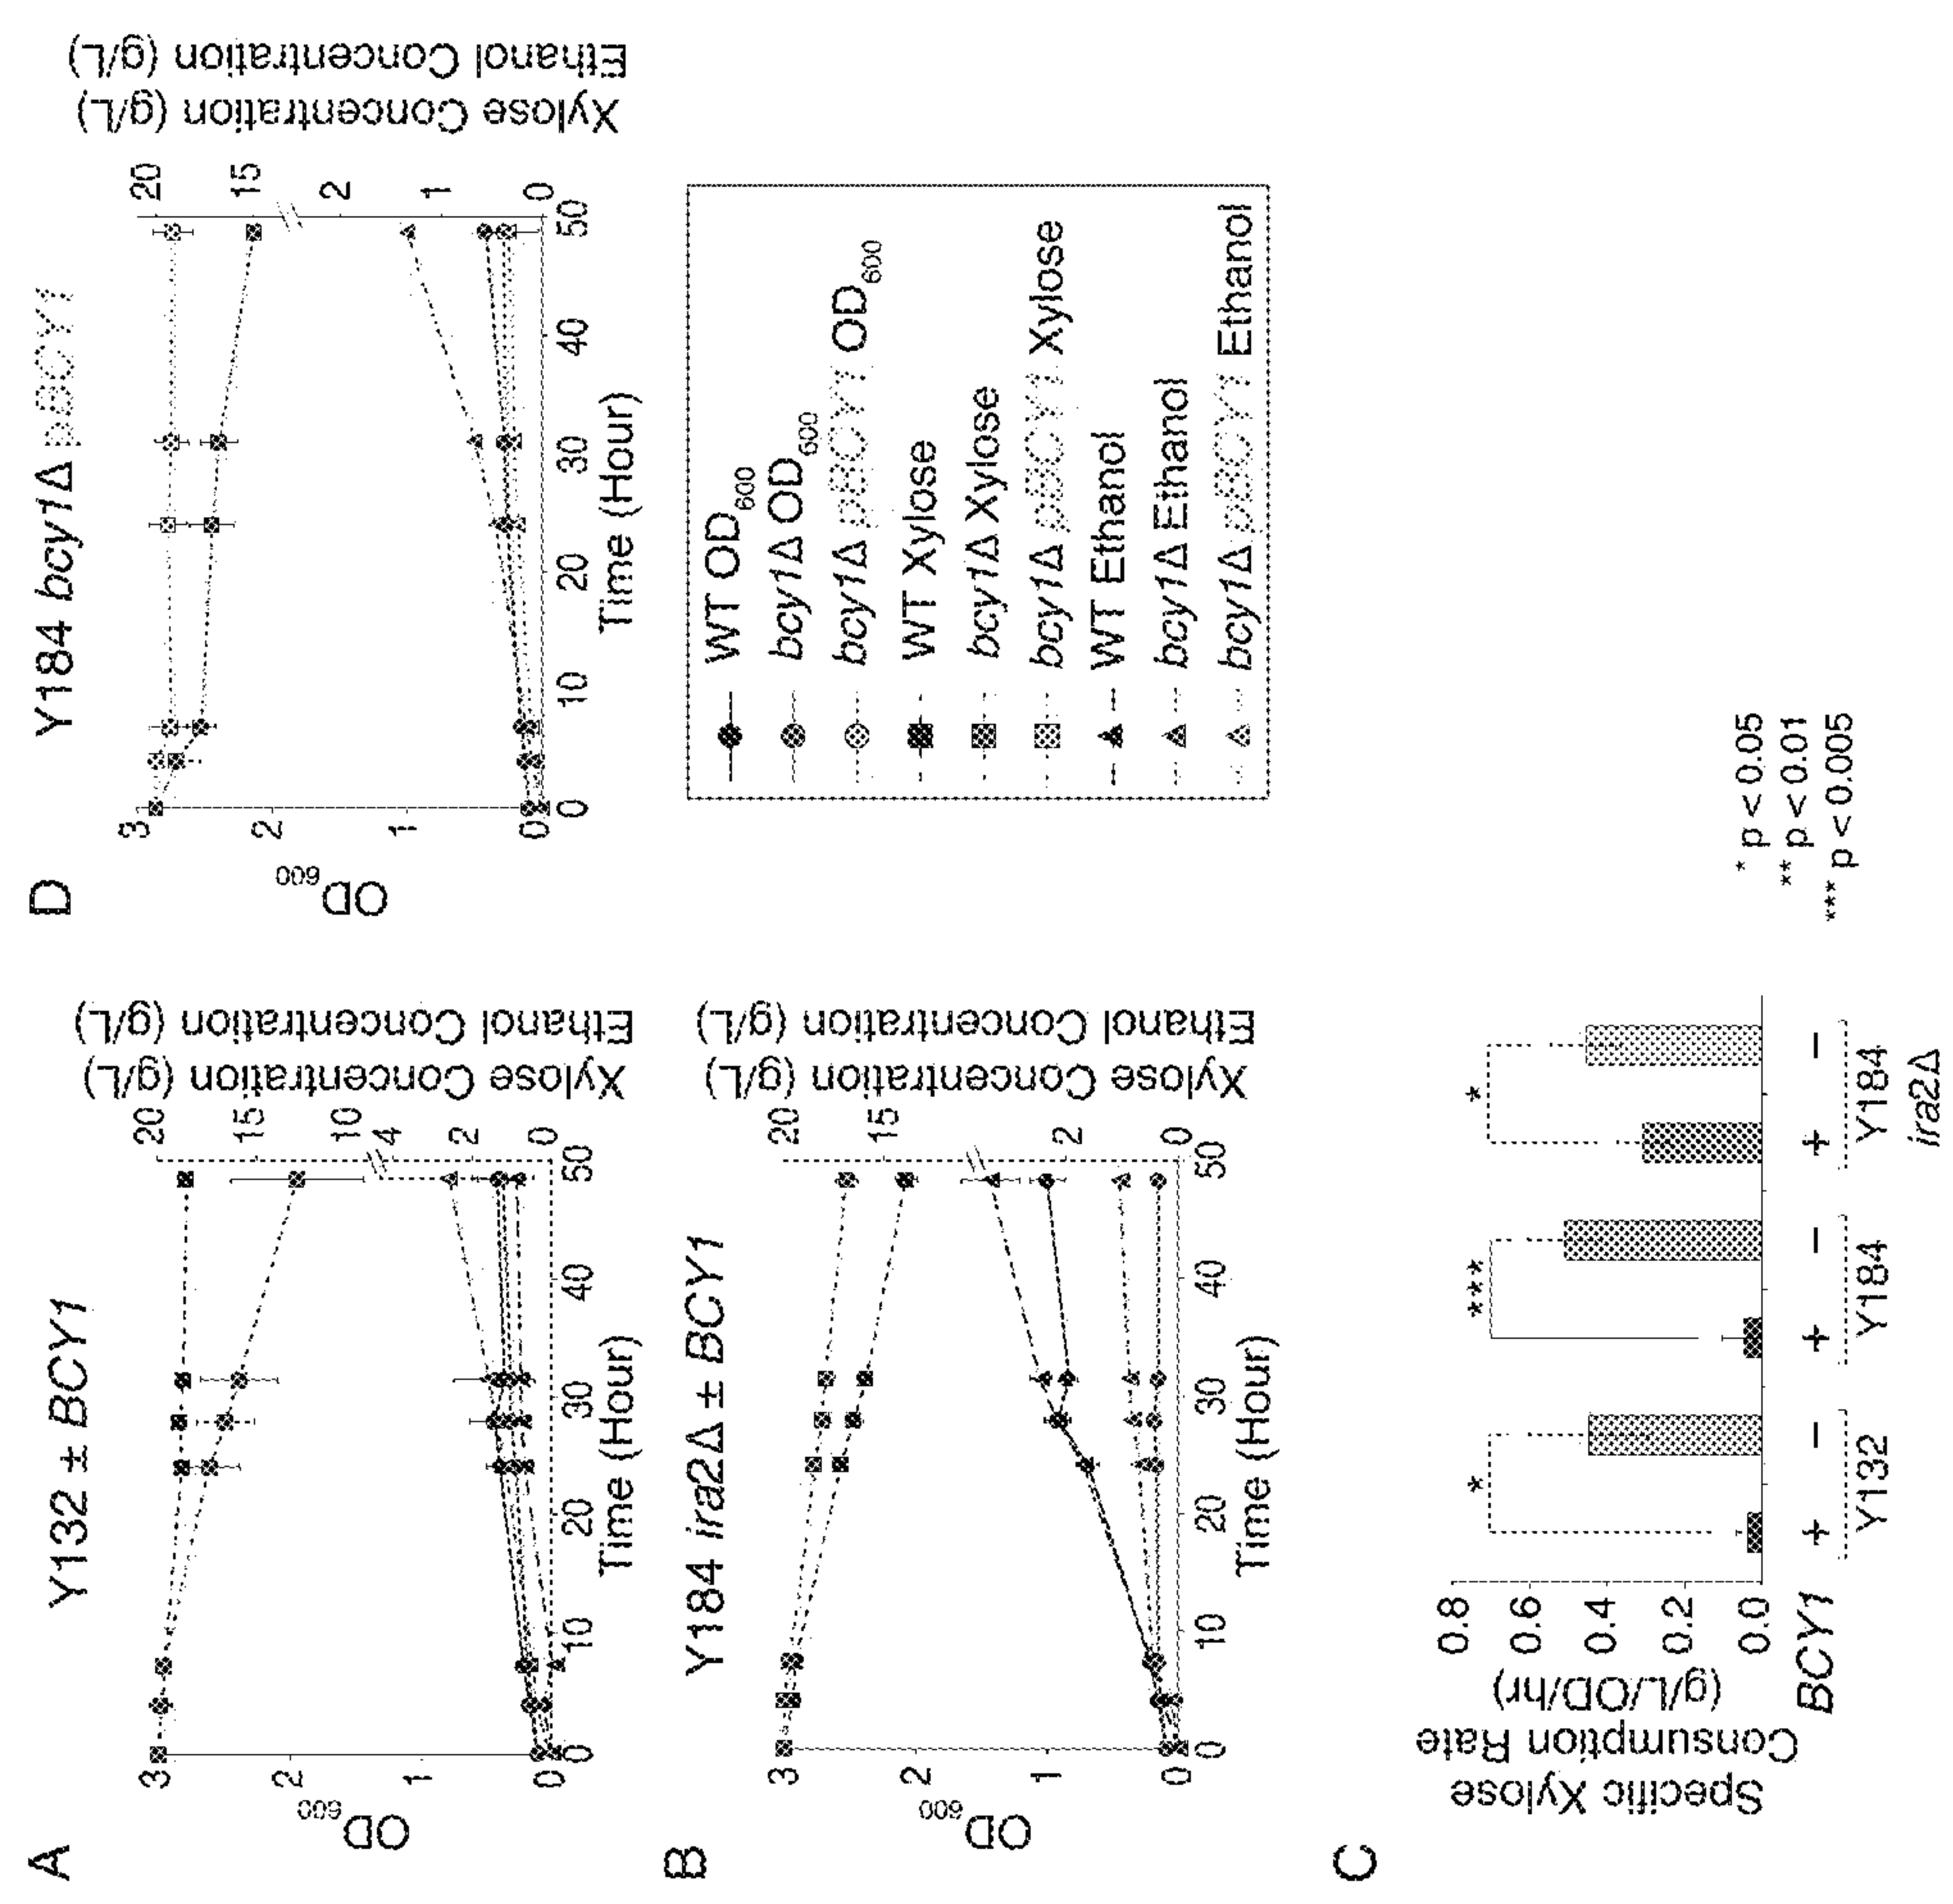 A
Y132 ± BCY1
3
2
1
0
OD600
0
10
20
30
40
50
Time (Hour)
20
15
10
4
2
0
Xylose Concentration (g/L)
Ethanol Concentration (g/L)
B
Y184 ira2Δ ± BCY1
3
2
1
0
OD600
0
10
20
30
40
50
Time (Hour)
20
15
2
0
Xylose Concentration (g/L)
Ethanol Concentration (g/L)
C
Specific Xylose
Consumption Rate
(g/L/OD/hr)
0.8
0.6
0.4
0.2
0.0
* *** *
BCY1 + − + − + −
Y132 Y184 Y184
ira2Δ
* p < 0.05
** p < 0.01
*** p < 0.005
D
Y184 bcy1Δ pBCY1
3
2
1
0
OD600
0
10
20
30
40
50
Time (Hour)
20
15
2
1
0
Xylose Concentration (g/L)
Ethanol Concentration (g/L)
WT OD600
bcy1Δ OD600
bcy1Δ pBCY1 OD600
WT Xylose
bcy1Δ Xylose
bcy1Δ pBCY1 Xylose
WT Ethanol
bcy1Δ Ethanol
bcy1Δ pBCY1 Ethanol